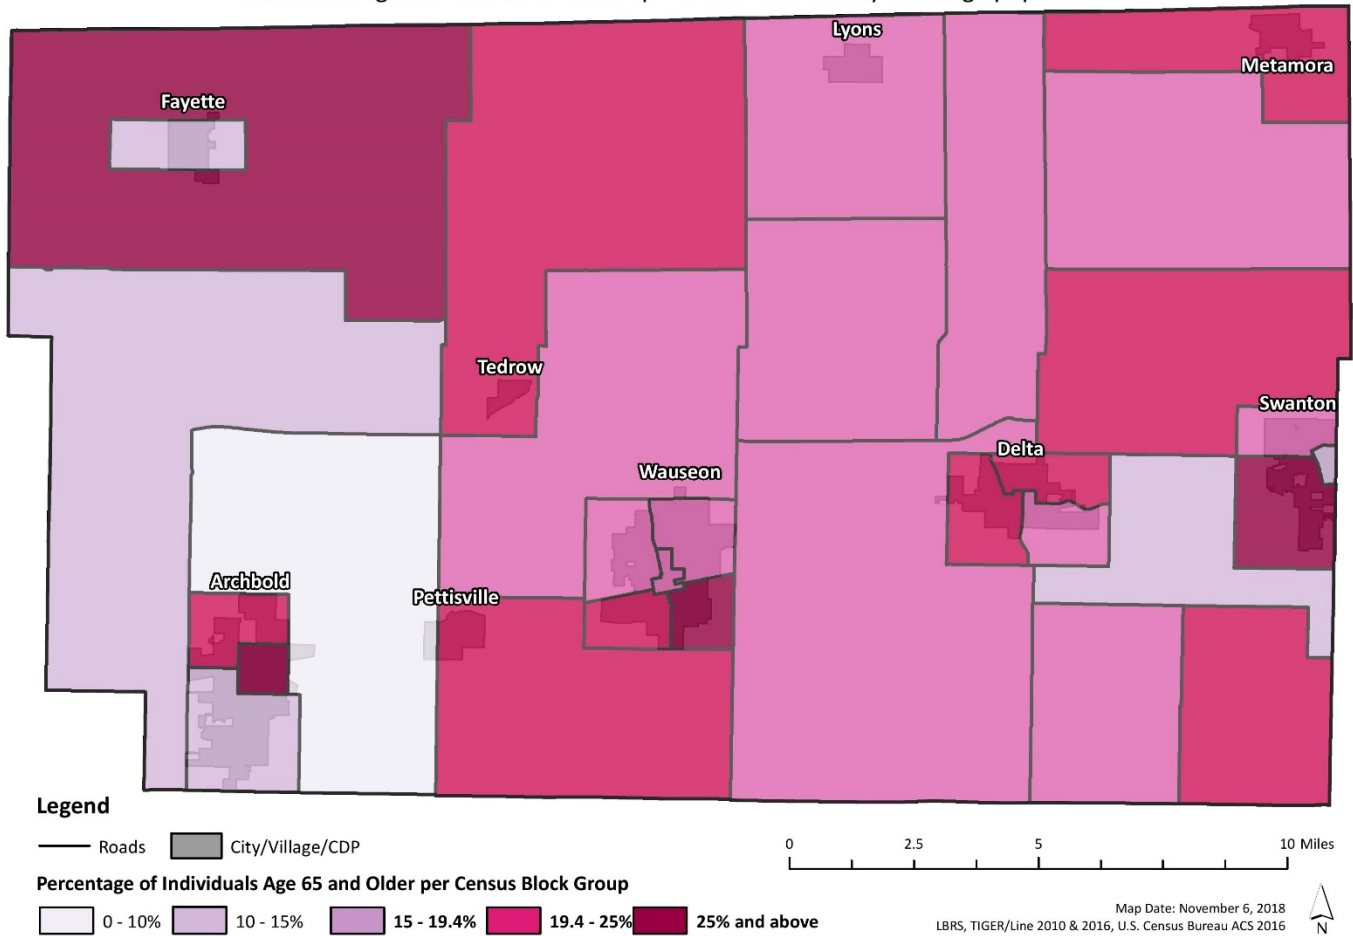 Lyons
Metamora
Fayette
Tedrow
Swanton
Delta
Wauseon
Archbold
Pettisville
Legend
Roads
City/Village/CDP
0 2.5 5 10 Miles
Percentage of Individuals Age 65 and Older per Census Block Group
0 - 10% 10 - 15% 15 - 19.4% 19.4 - 25% 25% and above
Map Date: November 6, 2018
LBRS, TIGER/Line 2010 & 2016, U.S. Census Bureau ACS 2016
N